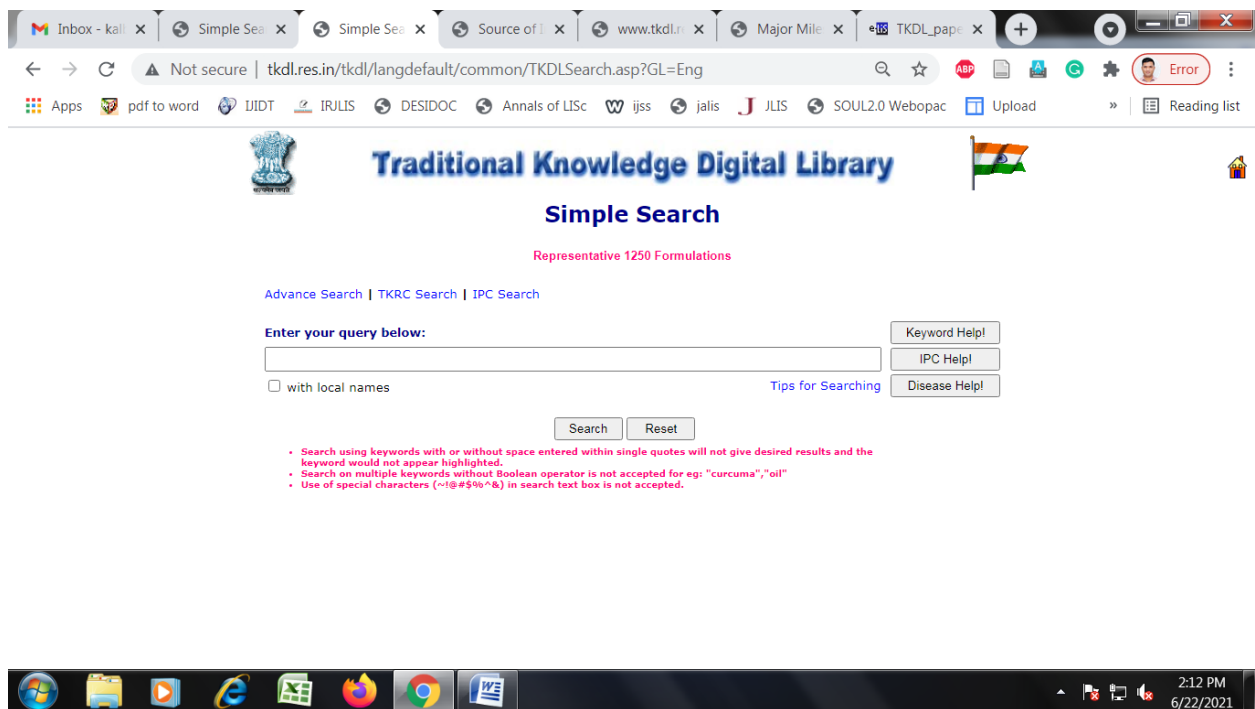 Inbox - kall
Simple Sea
Simple Sea
Source of I
www.tkdl.re
Major Mile
TKDL_pape
Not secure | tkdl.res.in/tkdl/langdefault/common/TKDLSearch.asp?GL=Eng
ABP
Error
Apps pdf to word IJIDT IRJLIS DESIDOC Annals of LISc ijss jalis JLIS SOUL2.0 Webopac Upload » Reading list
Traditional Knowledge Digital Library
Simple Search
Representative 1250 Formulations
Advance Search | TKRC Search | IPC Search
Enter your query below:
Keyword Help!
IPC Help!
with local names
Tips for Searching
Disease Help!
Search Reset
• Search using keywords with or without space entered within single quotes will not give desired results and the
keyword would not appear highlighted.
• Search on multiple keywords without Boolean operator is not accepted for eg: "curcuma","oil"
• Use of special characters (~!@#$%^&) in search text box is not accepted.
2:12 PM
6/22/2021